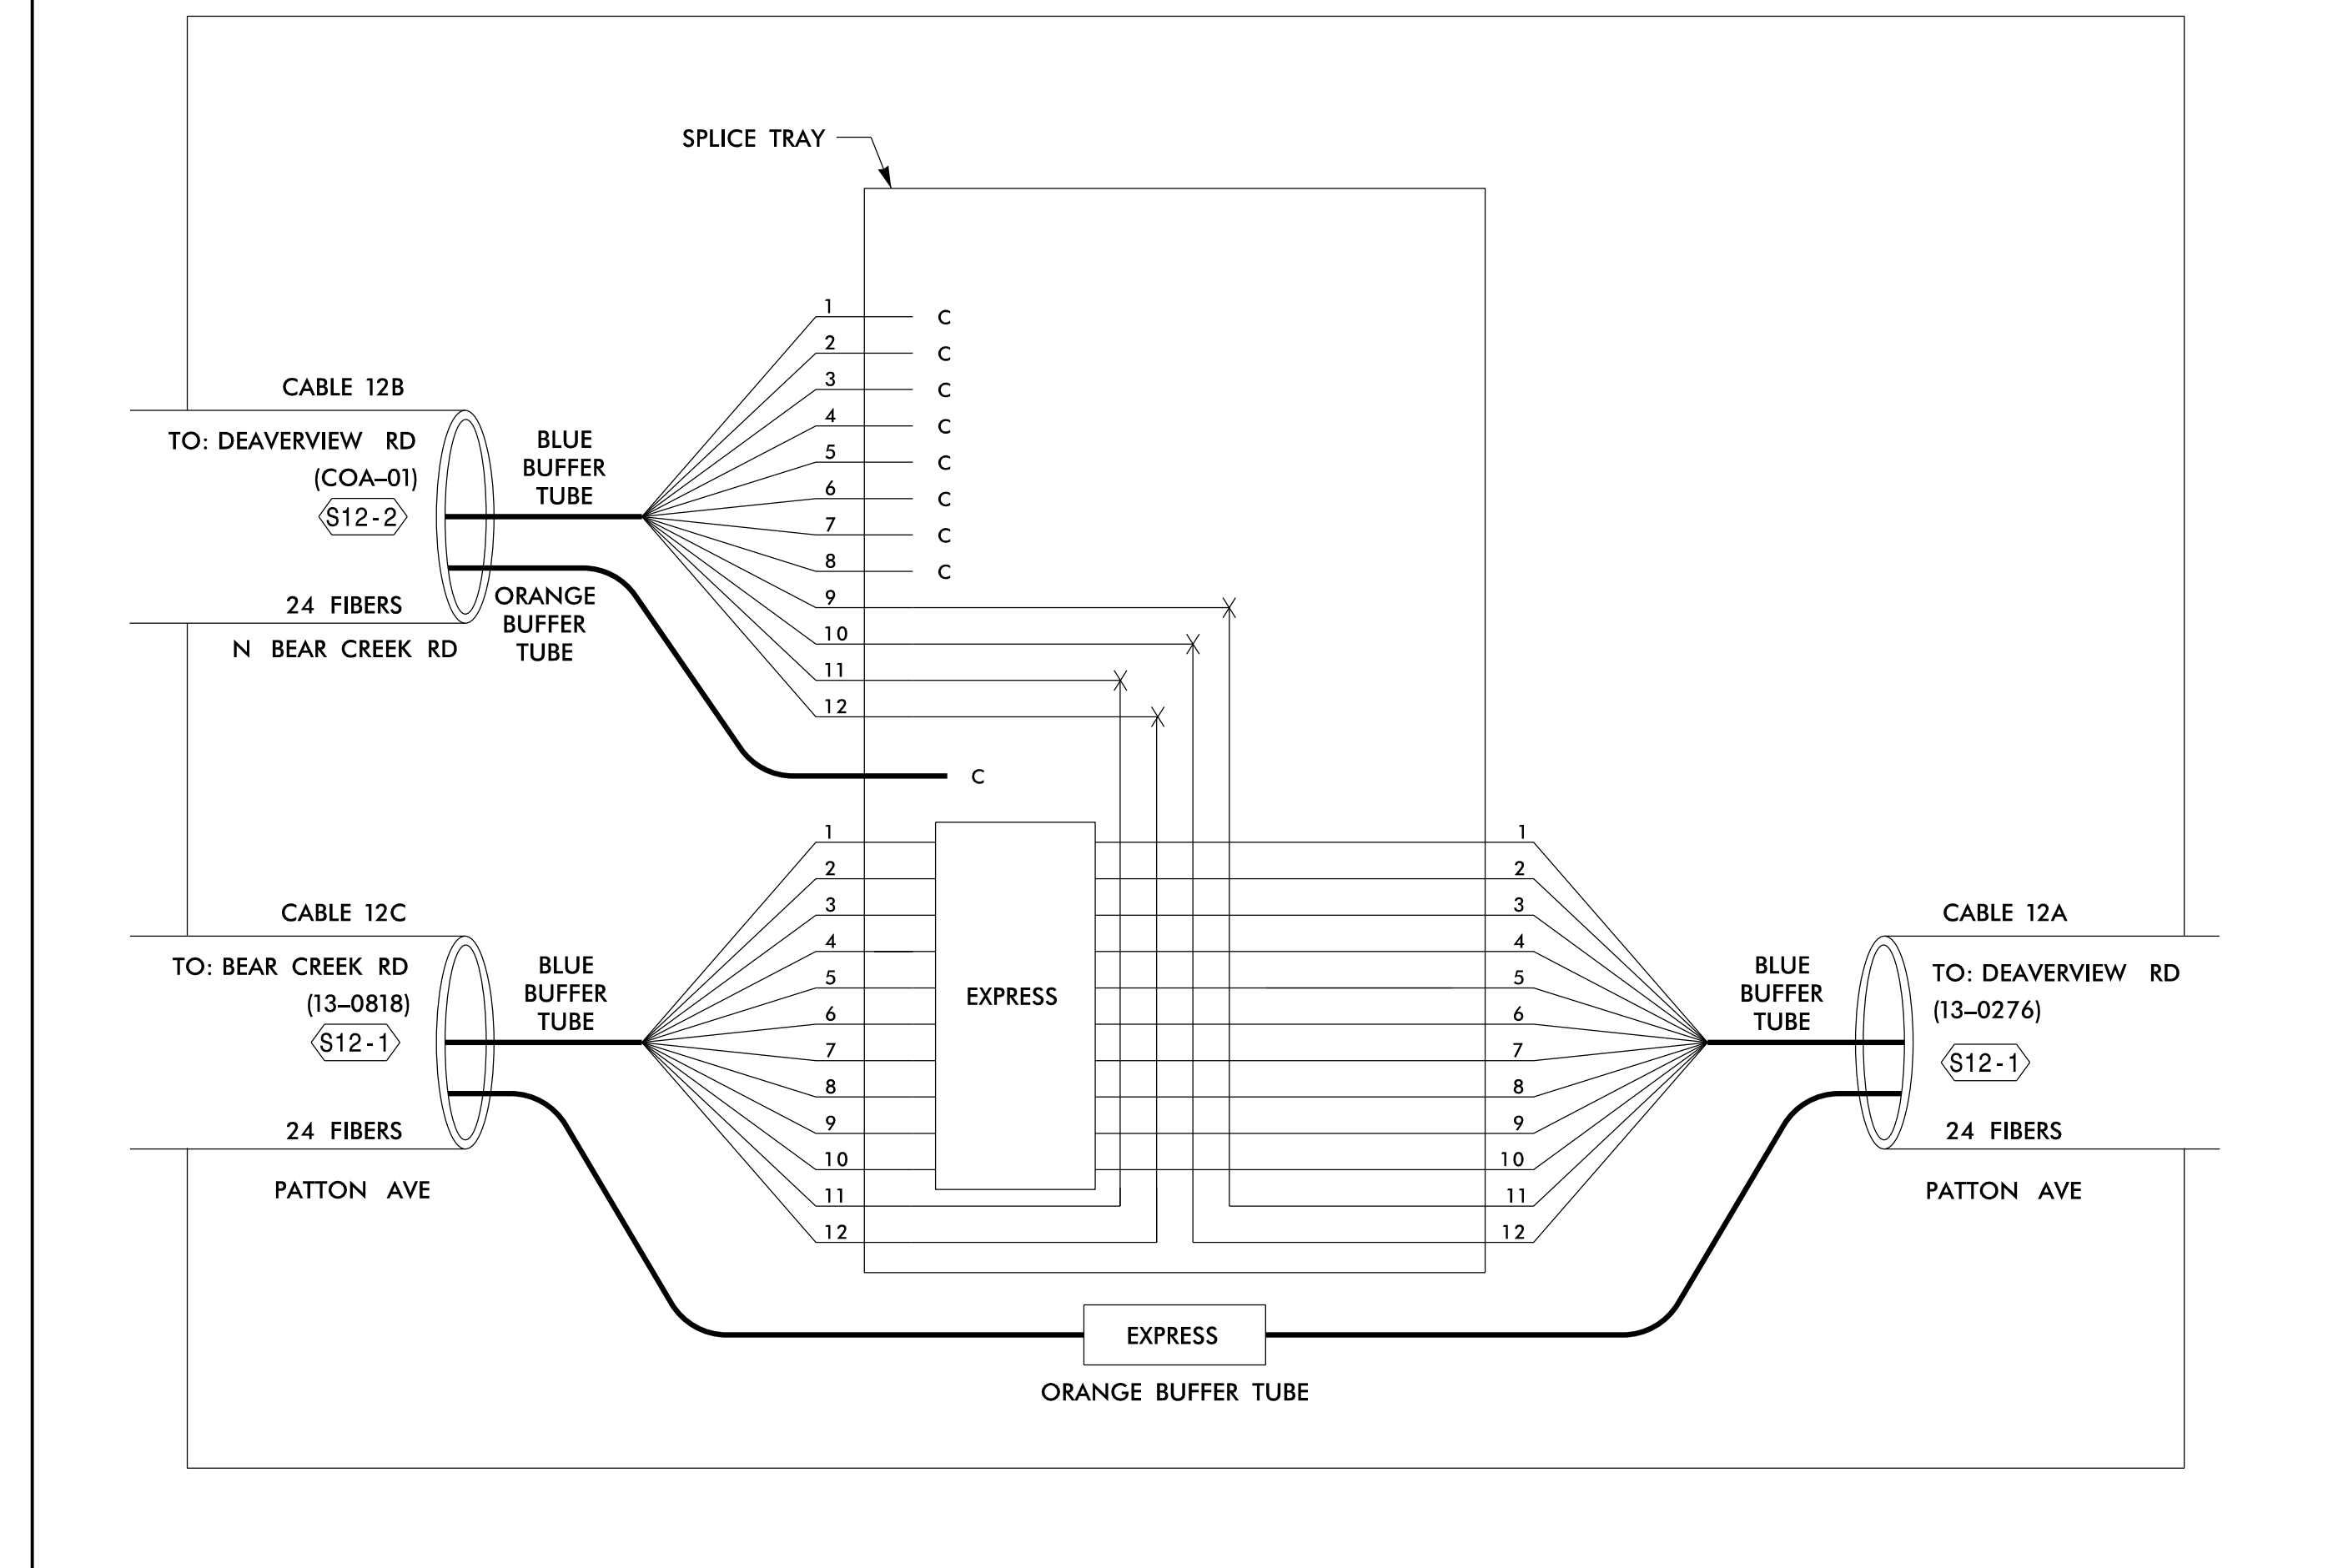 SPLICE TRAY
1
C
2
C
3
C
4
C
5
C
6
C
7
C
8
C
9
10
11
12
CABLE 12B
TO: DEAVERVIEW RD
(COA–01)
S12-2
24 FIBERS
N BEAR CREEK RD
BLUE
BUFFER
TUBE
ORANGE
BUFFER
TUBE
C
CABLE 12C
TO: BEAR CREEK RD
(13–0818)
S12-1
24 FIBERS
PATTON AVE
BLUE
BUFFER
TUBE
1
2
3
4
5
6
7
8
9
10
11
12
EXPRESS
1
2
3
4
5
6
7
8
9
10
11
12
BLUE
BUFFER
TUBE
CABLE 12A
TO: DEAVERVIEW RD
(13–0276)
S12-1
24 FIBERS
PATTON AVE
EXPRESS
ORANGE BUFFER TUBE